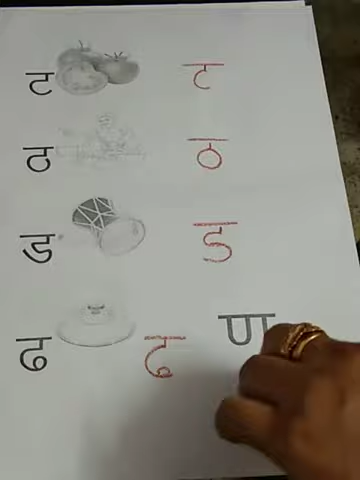 ट ट
ठ ठ
ड ड
ढ ढ ण